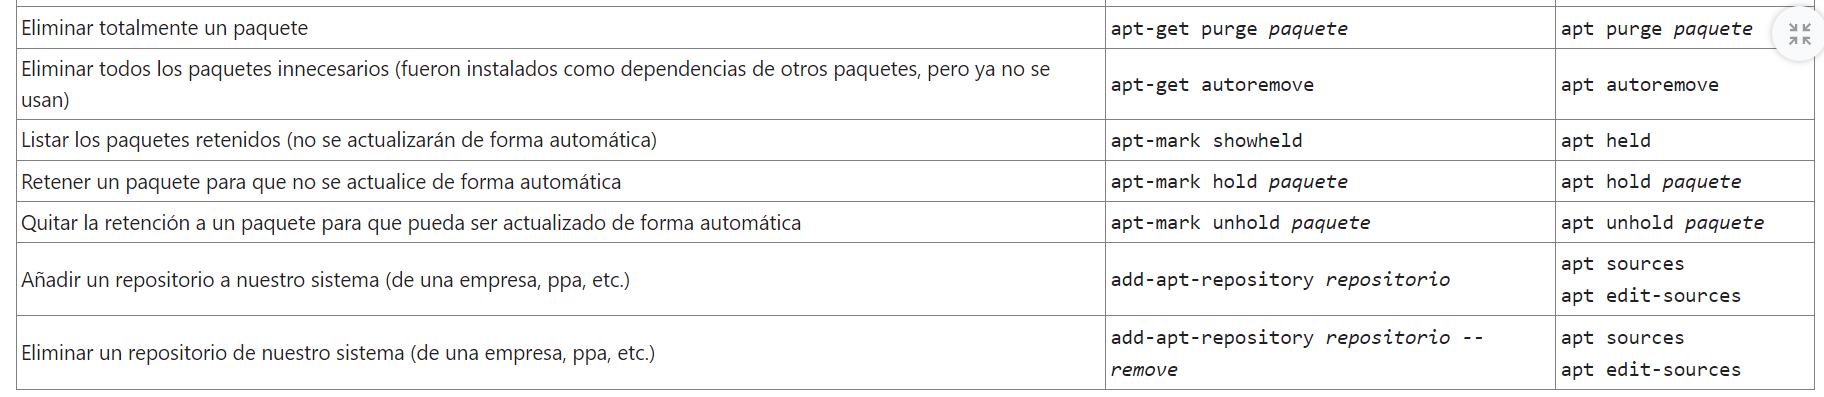 Eliminar totalmente un paquete apt-get purge paquete apt purge paquete
Eliminar todos los paquetes innecesarios (fueron instalados como dependencias de otros paquetes, pero ya no se
usan) apt-get autoremove apt autoremove
Listar los paquetes retenidos (no se actualizarán de forma automática) apt-mark showheld apt held
Retener un paquete para que no se actualice de forma automática apt-mark hold paquete apt hold paquete
Quitar la retención a un paquete para que pueda ser actualizado de forma automática apt-mark unhold paquete apt unhold paquete
Añadir un repositorio a nuestro sistema (de una empresa, ppa, etc.) add-apt-repository repositorio apt sources
apt edit-sources
Eliminar un repositorio de nuestro sistema (de una empresa, ppa, etc.) add-apt-repository repositorio --
remove apt sources
apt edit-sources